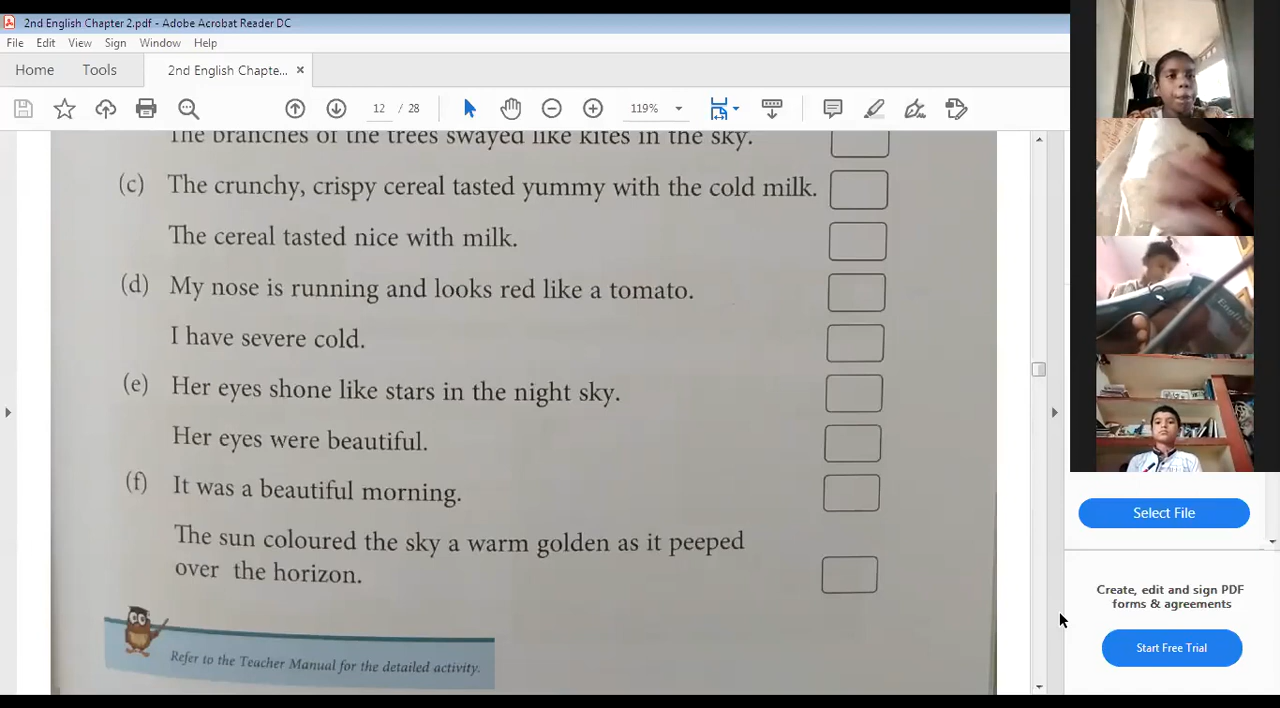 2nd English Chapter 2.pdf - Adobe Acrobat Reader DC
File Edit View Sign Window Help
Home Tools 2nd English Chapte... ×
12 / 28 119%
The branches of the trees swayed like kites in the sky.
(c) The crunchy, crispy cereal tasted yummy with the cold milk.
The cereal tasted nice with milk.
(d) My nose is running and looks red like a tomato.
I have severe cold.
(e) Her eyes shone like stars in the night sky.
Her eyes were beautiful.
(f) It was a beautiful morning.
The sun coloured the sky a warm golden as it peeped
over the horizon.
Refer to the Teacher Manual for the detailed activity.
English
Select File
Create, edit and sign PDF
forms & agreements
Start Free Trial